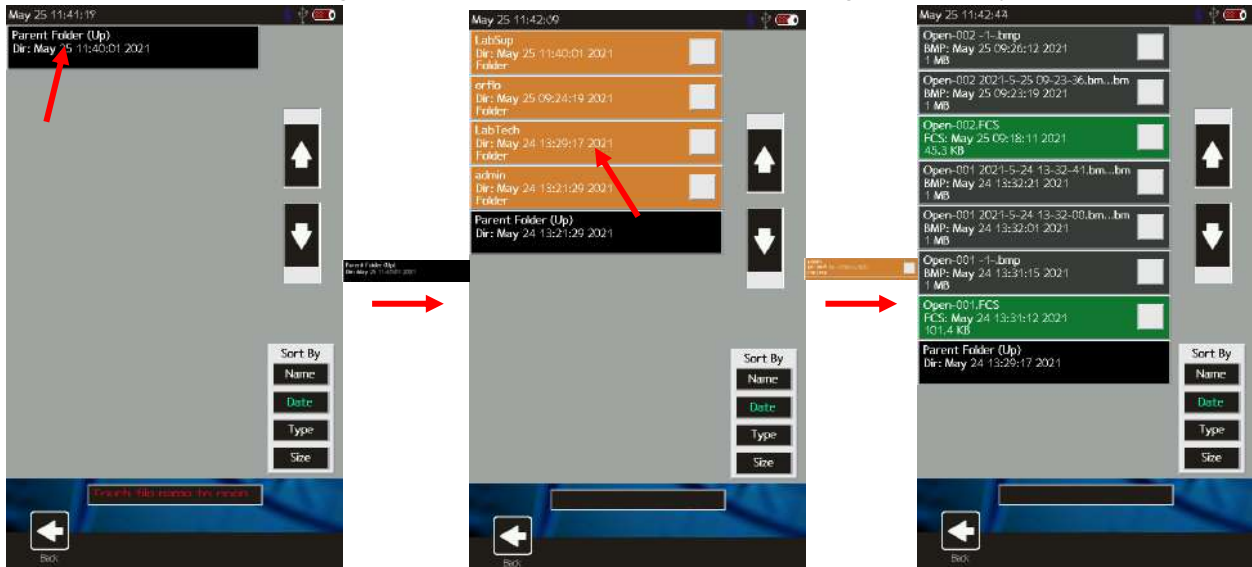 May 25 11:41:19
Parent Folder (Up)
Dir: May 25 11:40:01 2021
Sort By
Name
Date
Type
Size
Touch file name to open
Back
Parent Folder (Up)
May 25 11:42:09
LabSup
Dir: May 25 11:40:01 2021
Folder
orflo
Dir: May 25 09:24:19 2021
Folder
LabTech
Dir: May 24 13:29:17 2021
Folder
admin
Dir: May 24 13:21:29 2021
Folder
Parent Folder (Up)
Dir: May 24 13:21:29 2021
Sort By
Name
Date
Type
Size
Back
May 25 11:42:44
Open-002 -1-.bmp
BMP: May 25 09:26:12 2021
1 MB
Open-002 2021-5-25 09-23-36.bm...bm
BMP: May 25 09:23:19 2021
1 MB
Open-002.FCS
FCS: May 25 09:18:11 2021
45.3 KB
Open-001 2021-5-24 13-32-41.bm...bm
BMP: May 24 13:32:21 2021
1 MB
Open-001 2021-5-24 13-32-00.bm...bm
BMP: May 24 13:32:01 2021
1 MB
Open-001 -1-.bmp
BMP: May 24 13:31:15 2021
1 MB
Open-001.FCS
FCS: May 24 13:31:12 2021
101.4 KB
Parent Folder (Up)
Dir: May 24 13:29:17 2021
Sort By
Name
Date
Type
Size
Back